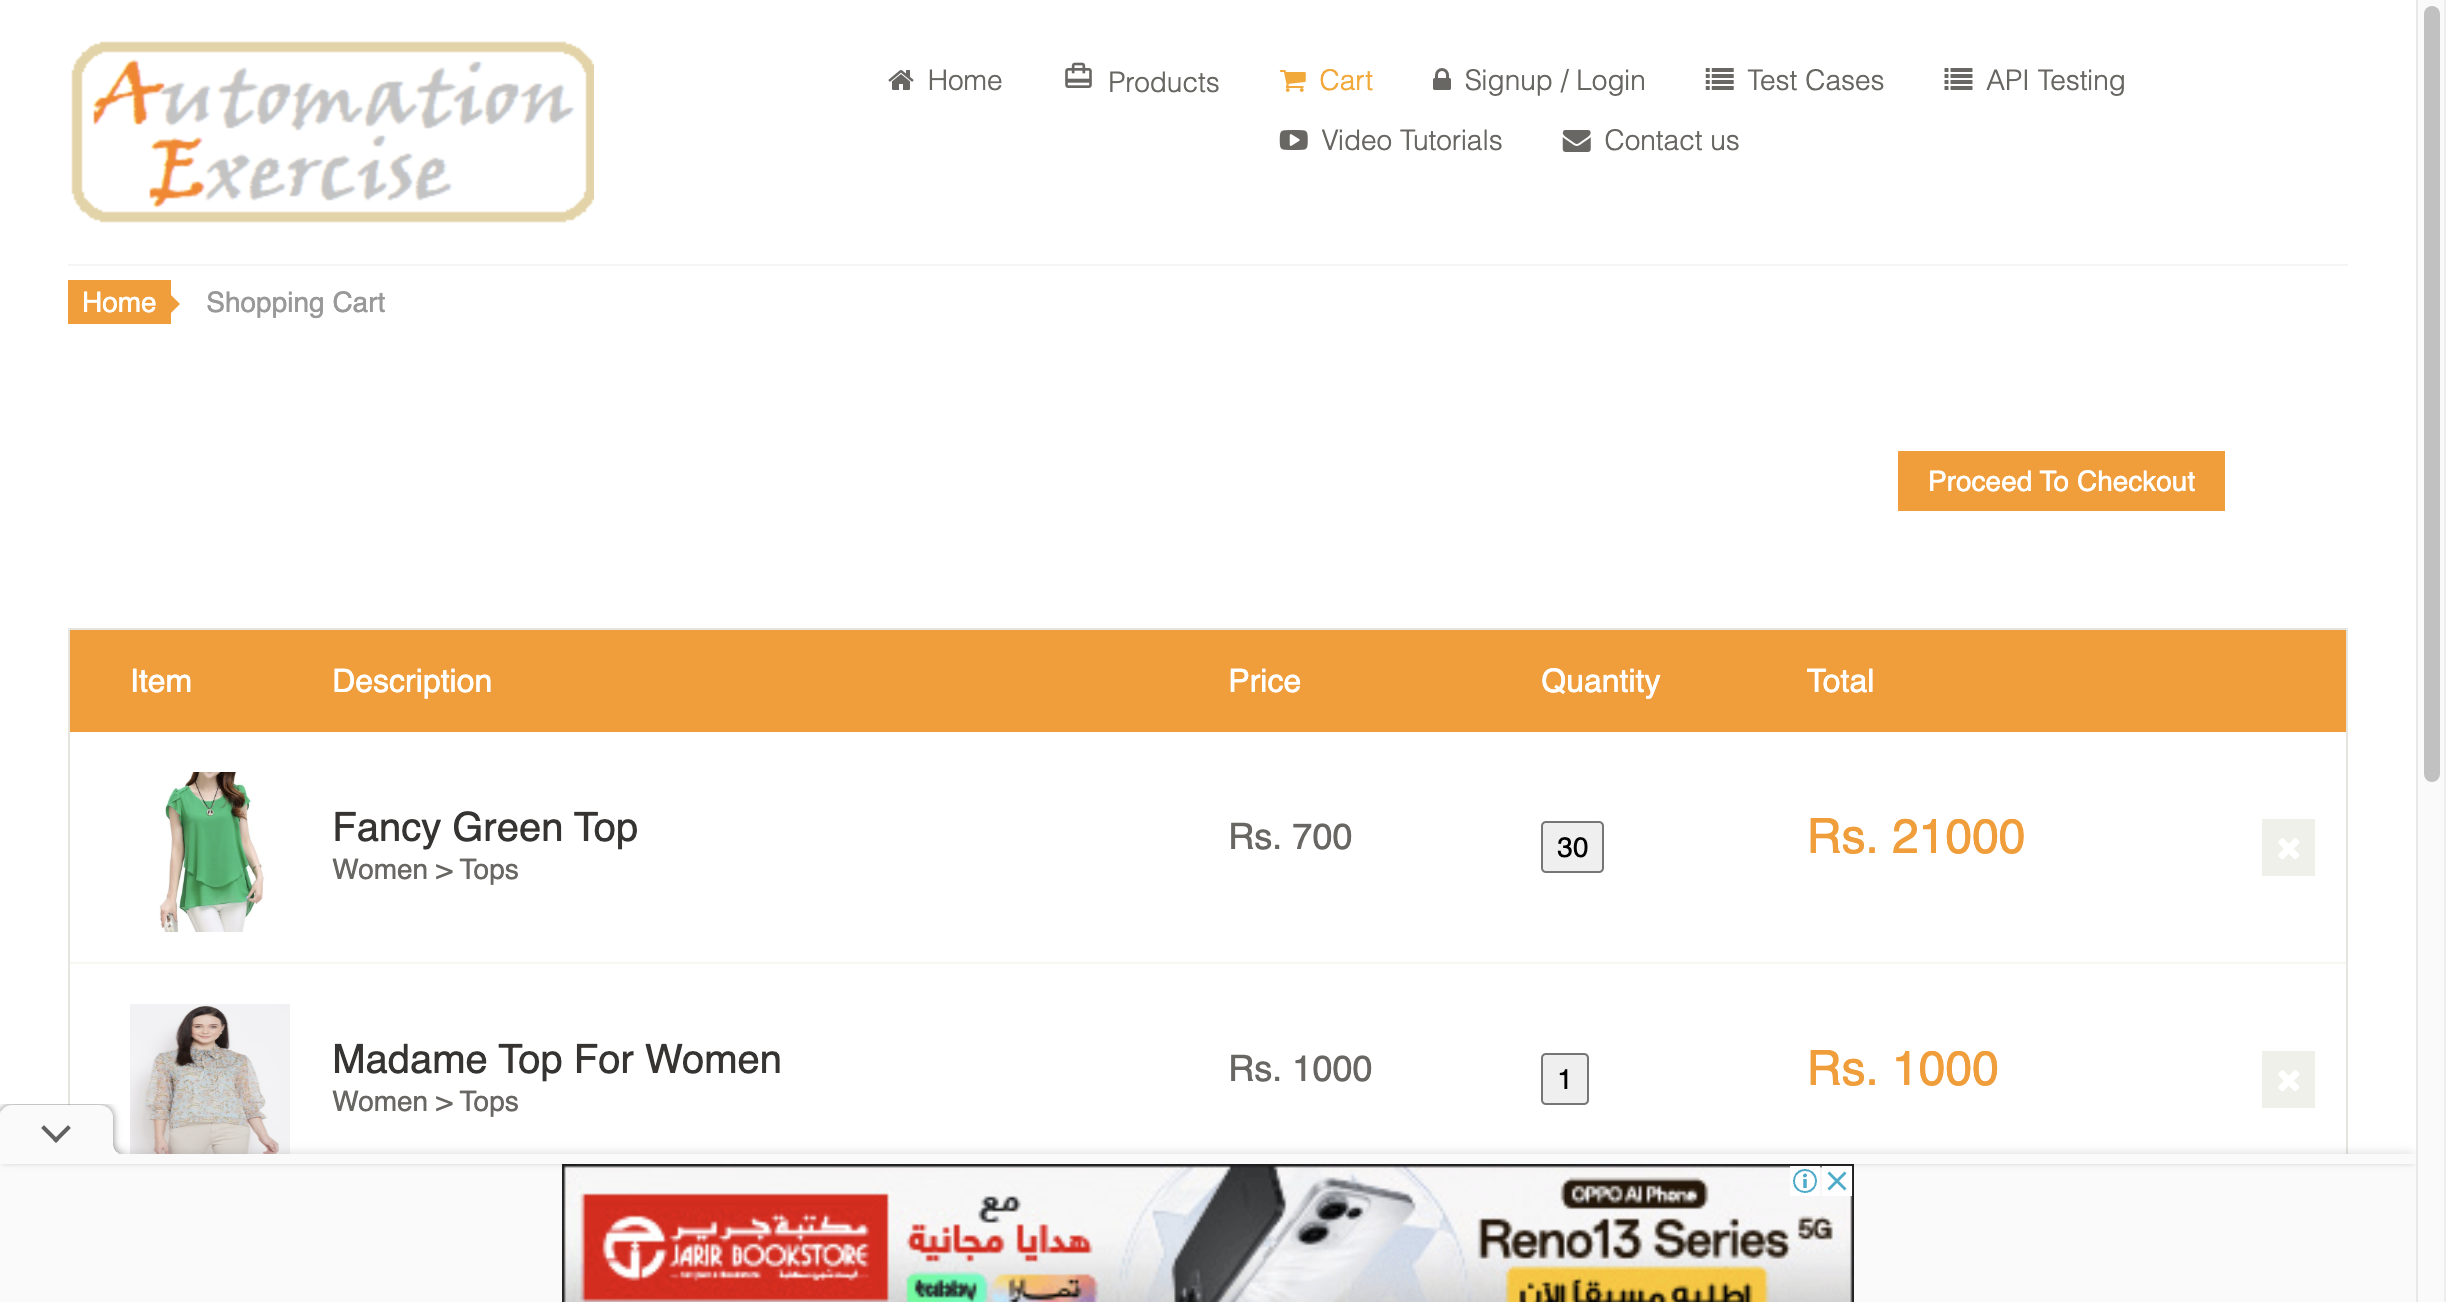 Automation
Exercise
Home
Products
Cart
Signup / Login
Test Cases
API Testing
Video Tutorials
Contact us
Home
Shopping Cart
Proceed To Checkout
Item Description Price Quantity Total
Fancy Green Top
Women > Tops
Rs. 700
30
Rs. 21000
Madame Top For Women
Women > Tops
Rs. 1000
1
Rs. 1000
مكتبة جرير
JARIR BOOKSTORE
مع
هدايا مجانية
tabby
تمارا
OPPO AI Phone
Reno13 Series 5G
اطلبه مسبقاً الآن